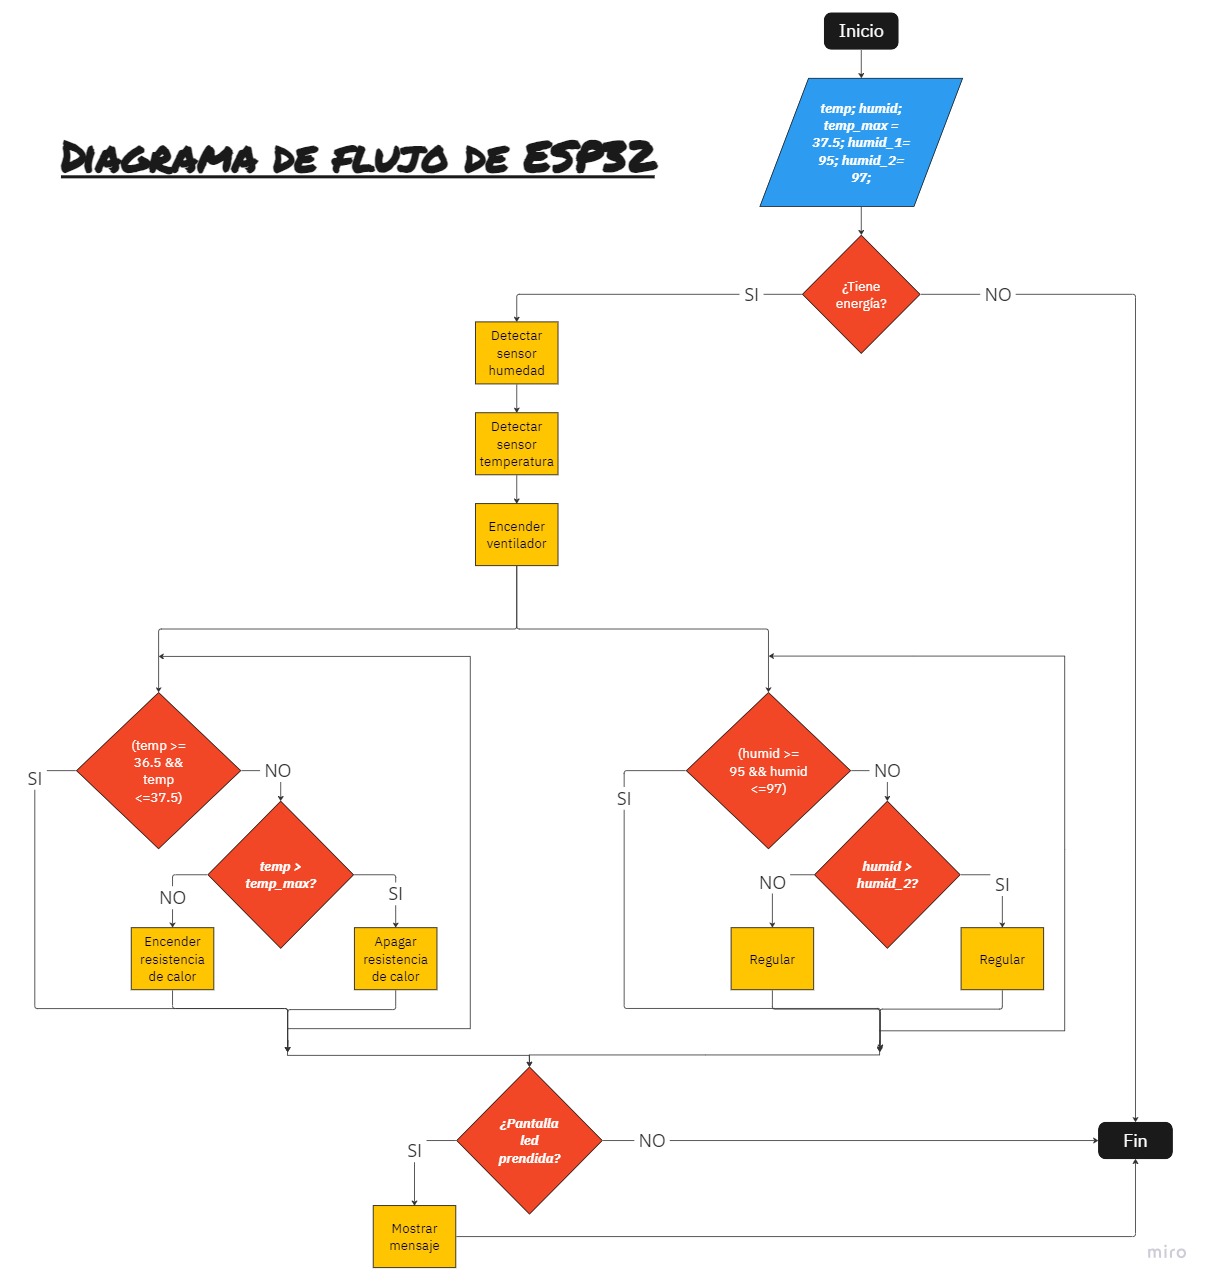 Inicio
temp; humid;
temp_max =
37.5; humid_1=
95; humid_2=
97;
DIAGRAMA DE FLUJO DE ESP32
¿Tiene
energía?
SI
NO
Detectar
sensor
humedad
Detectar
sensor
temperatura
Encender
ventilador
(temp >=
36.5 &&
temp
<=37.5)
SI
NO
temp >
temp_max?
NO
SI
Encender
resistencia
de calor
Apagar
resistencia
de calor
(humid >=
95 && humid
<=97)
SI
NO
humid >
humid_2?
NO
SI
Regular
Regular
¿Pantalla
led
prendida?
SI
NO
Fin
Mostrar
mensaje
miro